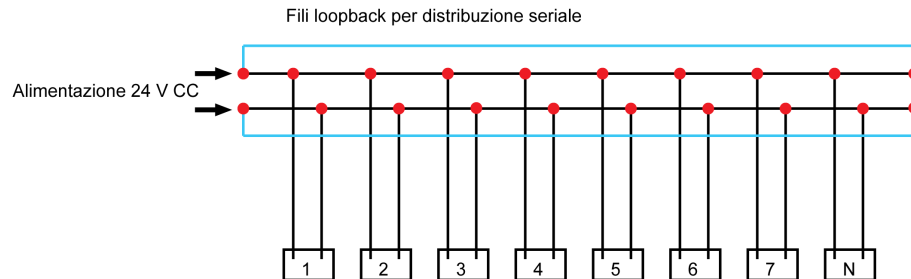 Fili loopback per distribuzione seriale
Alimentazione 24 V CC
1 2 3 4 5 6 7 N